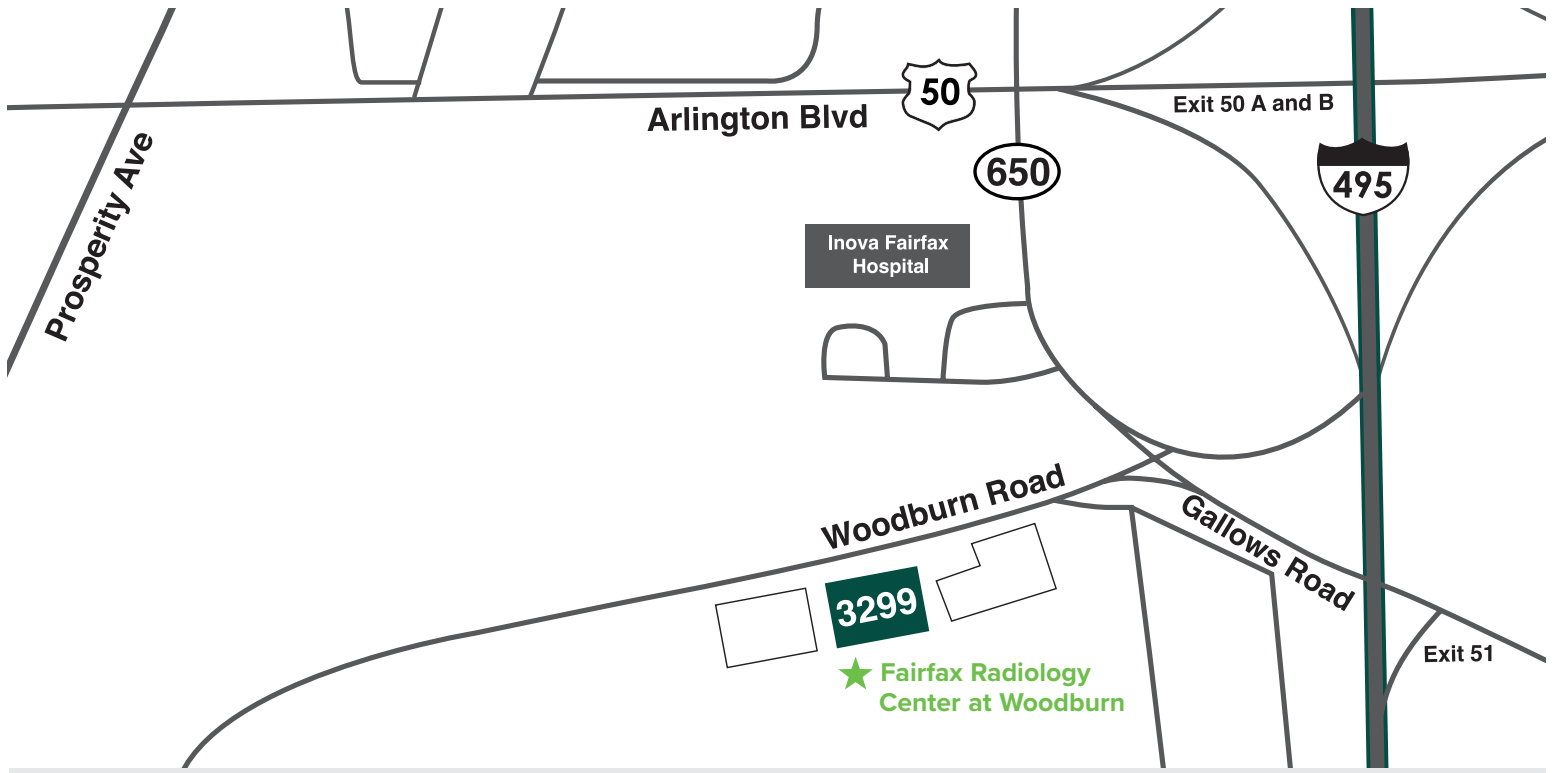 50
Exit 50 A and B
Arlington Blvd
Prosperity Ave
650
495
Inova Fairfax
Hospital
Woodburn Road
Gallows Road
3299
Exit 51
Fairfax Radiology
Center at Woodburn